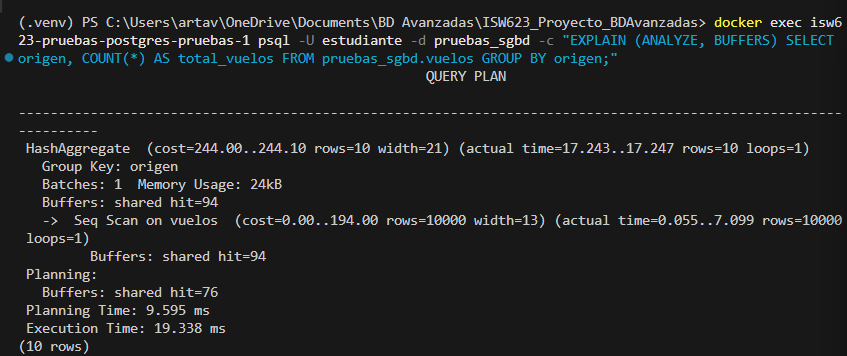 (.venv) PS C:\Users\artav\OneDrive\Documents\BD Avanzadas\ISW623_Proyecto_BDAvanzadas> docker exec isw6
23-pruebas-postgres-pruebas-1 psql -U estudiante -d pruebas_sgbd -c "EXPLAIN (ANALYZE, BUFFERS) SELECT
origen, COUNT(*) AS total_vuelos FROM pruebas_sgbd.vuelos GROUP BY origen;"
QUERY PLAN
-------------------------------------------------------------------------------------------------------
----------
HashAggregate  (cost=244.00..244.10 rows=10 width=21) (actual time=17.243..17.247 rows=10 loops=1)
Group Key: origen
Batches: 1  Memory Usage: 24kB
Buffers: shared hit=94
->  Seq Scan on vuelos  (cost=0.00..194.00 rows=10000 width=13) (actual time=0.055..7.099 rows=10000
loops=1)
Buffers: shared hit=94
Planning:
Buffers: shared hit=76
Planning Time: 9.595 ms
Execution Time: 19.338 ms
(10 rows)